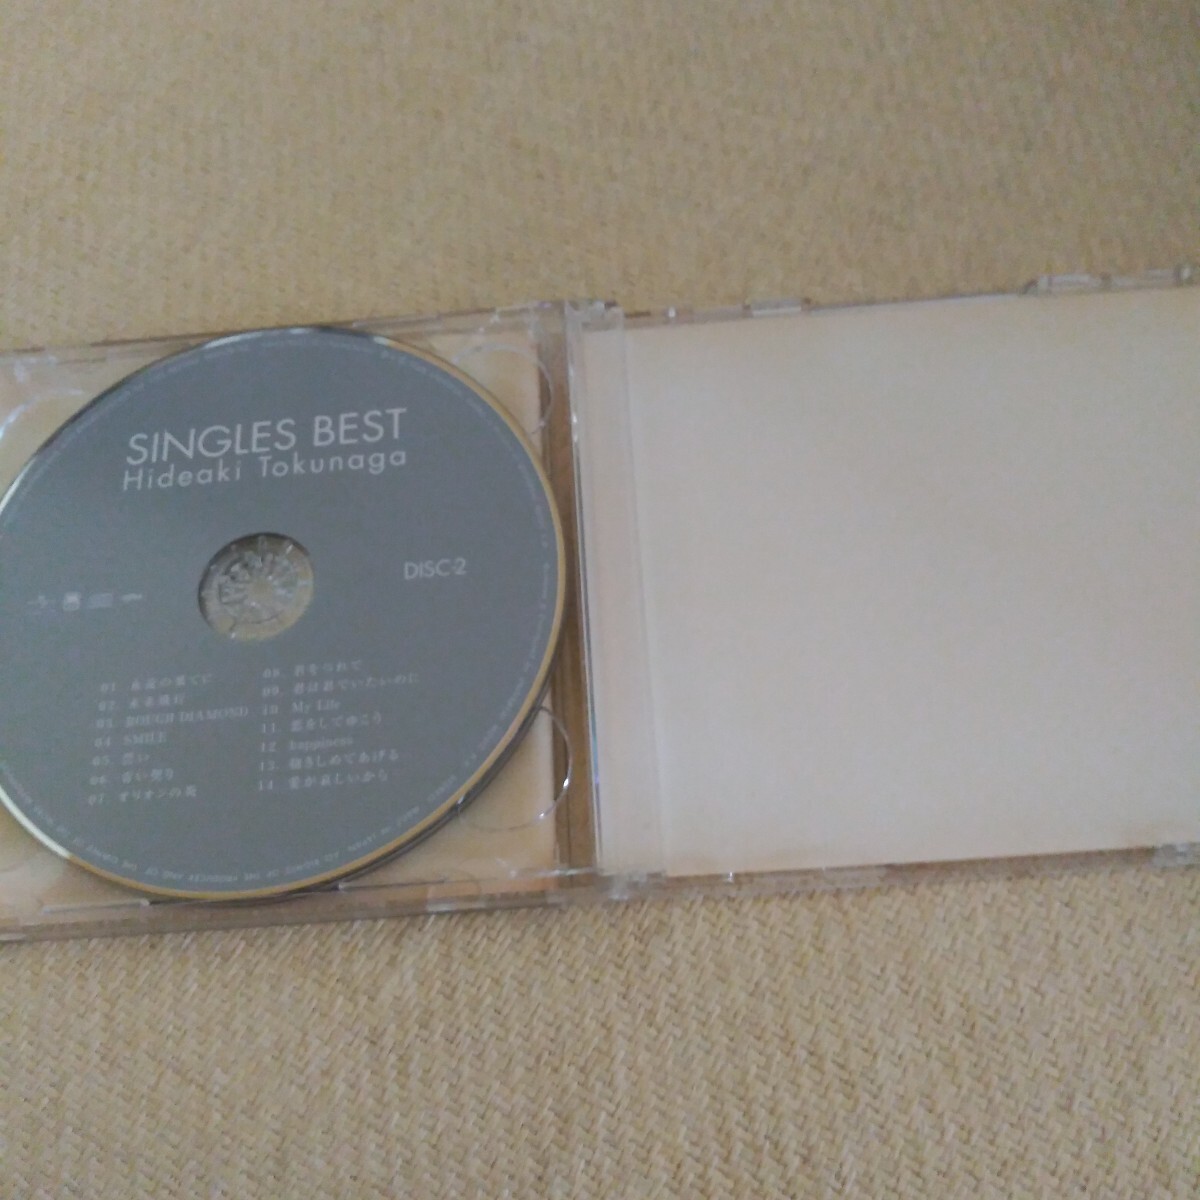 SINGLES BEST
Hideaki Tokunaga
DISC-2
01. 永遠の果てに
02. 未来飛行
03. ROUGH DIAMOND
04. SMILE
05. 想い
06. 青い契り
07. オリオンの庭
08. 君をつれて
09. 君は君でいたいのに
10. My Life
11. 恋をしてゆこう
12. happiness
13. 抱きしめてあげる
14. 愛が哀しいから